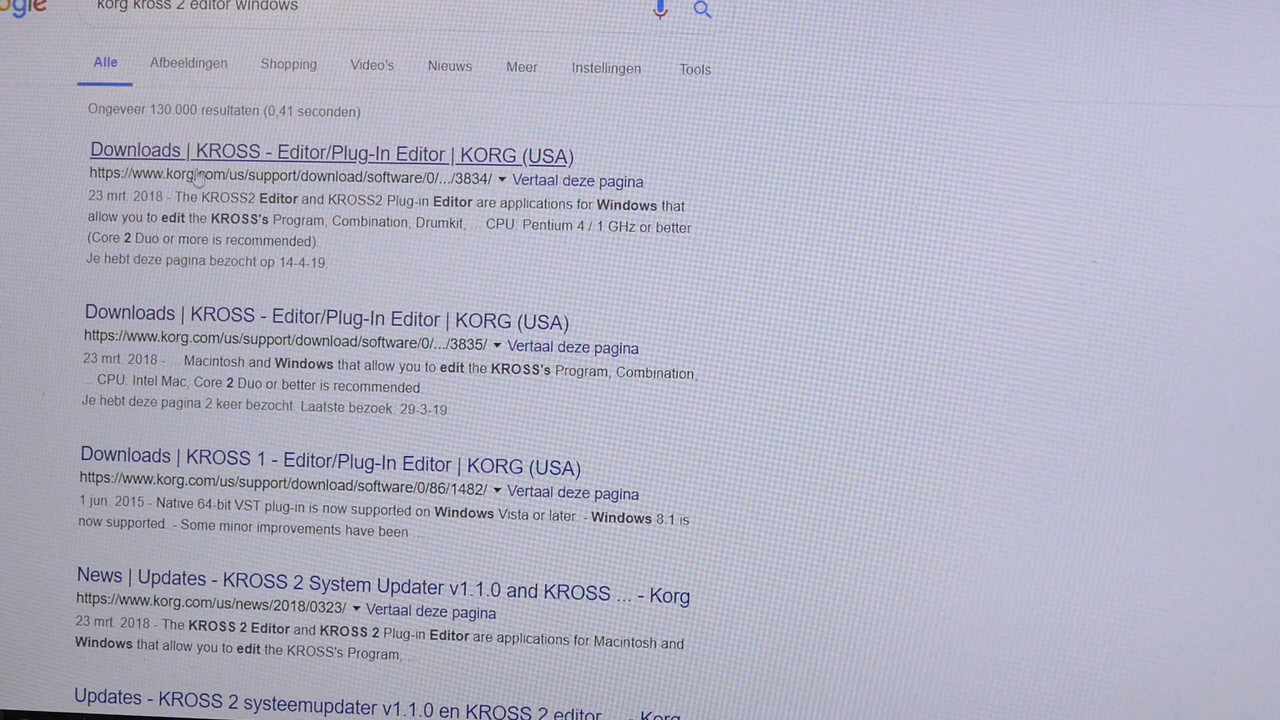 ogle
korg kross 2 editor windows
Alle Afbeeldingen Shopping Video's Nieuws Meer Instellingen Tools
Ongeveer 130.000 resultaten (0,41 seconden)
Downloads | KROSS - Editor/Plug-In Editor | KORG (USA)
https://www.korg.com/us/support/download/software/0/.../3834/ Vertaal deze pagina
23 mrt. 2018 - The KROSS2 Editor and KROSS2 Plug-in Editor are applications for Windows that
allow you to edit the KROSS's Program, Combination, Drumkit, ... CPU: Pentium 4 / 1 GHz or better
(Core 2 Duo or more is recommended)
Je hebt deze pagina bezocht op 14-4-19.
Downloads | KROSS - Editor/Plug-In Editor | KORG (USA)
https://www.korg.com/us/support/download/software/0/.../3835/ Vertaal deze pagina
23 mrt. 2018 - ... Macintosh and Windows that allow you to edit the KROSS's Program, Combination,
... CPU: Intel Mac, Core 2 Duo or better is recommended.
Je hebt deze pagina 2 keer bezocht. Laatste bezoek: 29-3-19
Downloads | KROSS 1 - Editor/Plug-In Editor | KORG (USA)
https://www.korg.com/us/support/download/software/0/86/1482/ Vertaal deze pagina
1 jun. 2015 - Native 64-bit VST plug-in is now supported on Windows Vista or later. - Windows 8.1 is
now supported. - Some minor improvements have been ...
News | Updates - KROSS 2 System Updater v1.1.0 and KROSS ... - Korg
https://www.korg.com/us/news/2018/0323/ Vertaal deze pagina
23 mrt. 2018 - The KROSS 2 Editor and KROSS 2 Plug-in Editor are applications for Macintosh and
Windows that allow you to edit the KROSS's Program, ...
Updates - KROSS 2 systeemupdater v1.1.0 en KROSS 2 editor ... - Korg